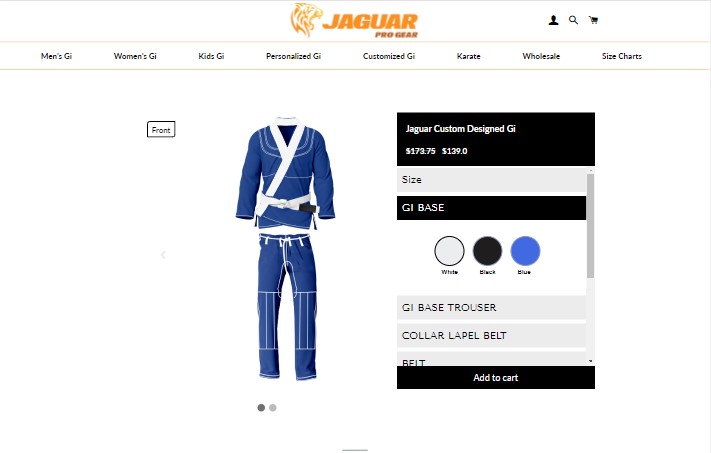 JAGUAR
PRO GEAR
Men's Gi
Women's Gi
Kids Gi
Personalized Gi
Customized Gi
Karate
Wholesale
Size Charts
Front
Jaguar Custom Designed Gi
$173.75 $139.0
Size
GI BASE
White
Black
Blue
GI BASE TROUSER
COLLAR LAPEL BELT
BELT
Add to cart